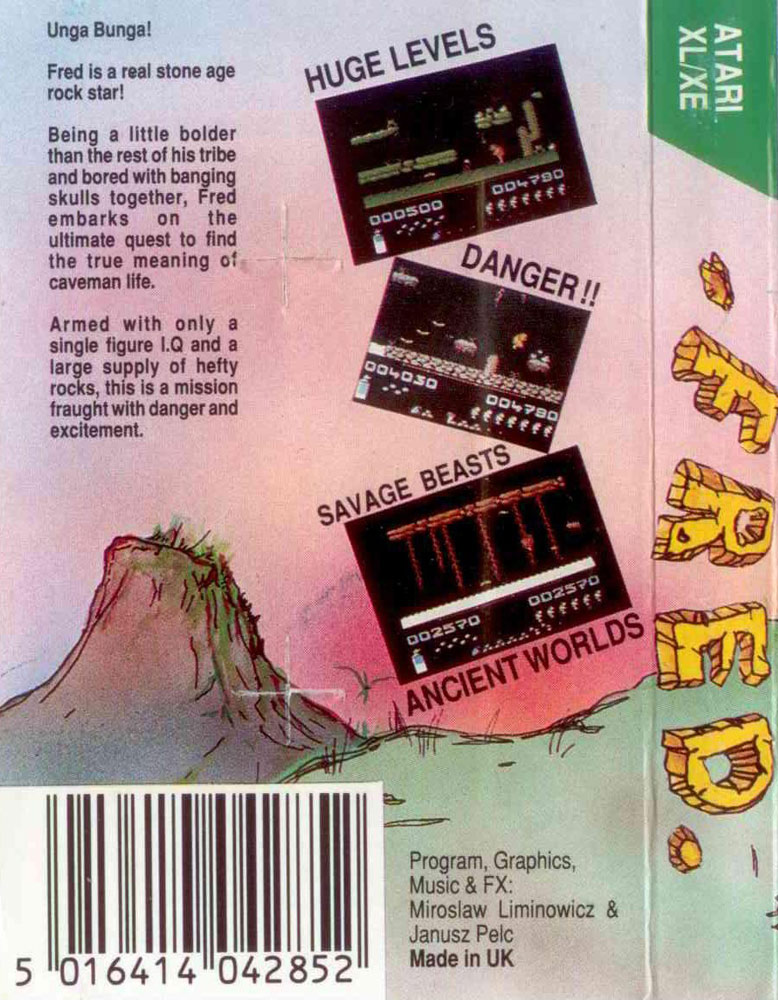 Unga Bunga!
Fred is a real stone age
rock star!
Being a little bolder
than the rest of his tribe
and bored with banging
skulls together, Fred
embarks on the
ultimate quest to find
the true meaning of
caveman life.
Armed with only a
single figure I.Q and a
large supply of hefty
rocks, this is a mission
fraught with danger and
excitement.
HUGE LEVELS
000500 004790
DANGER!!
004030 004790
SAVAGE BEASTS
002570 002570
ANCIENT WORLDS
5 016414 042852
Program, Graphics,
Music & FX:
Miroslaw Liminowicz &
Janusz Pelc
Made in UK
ATARI
XL/XE
FRED